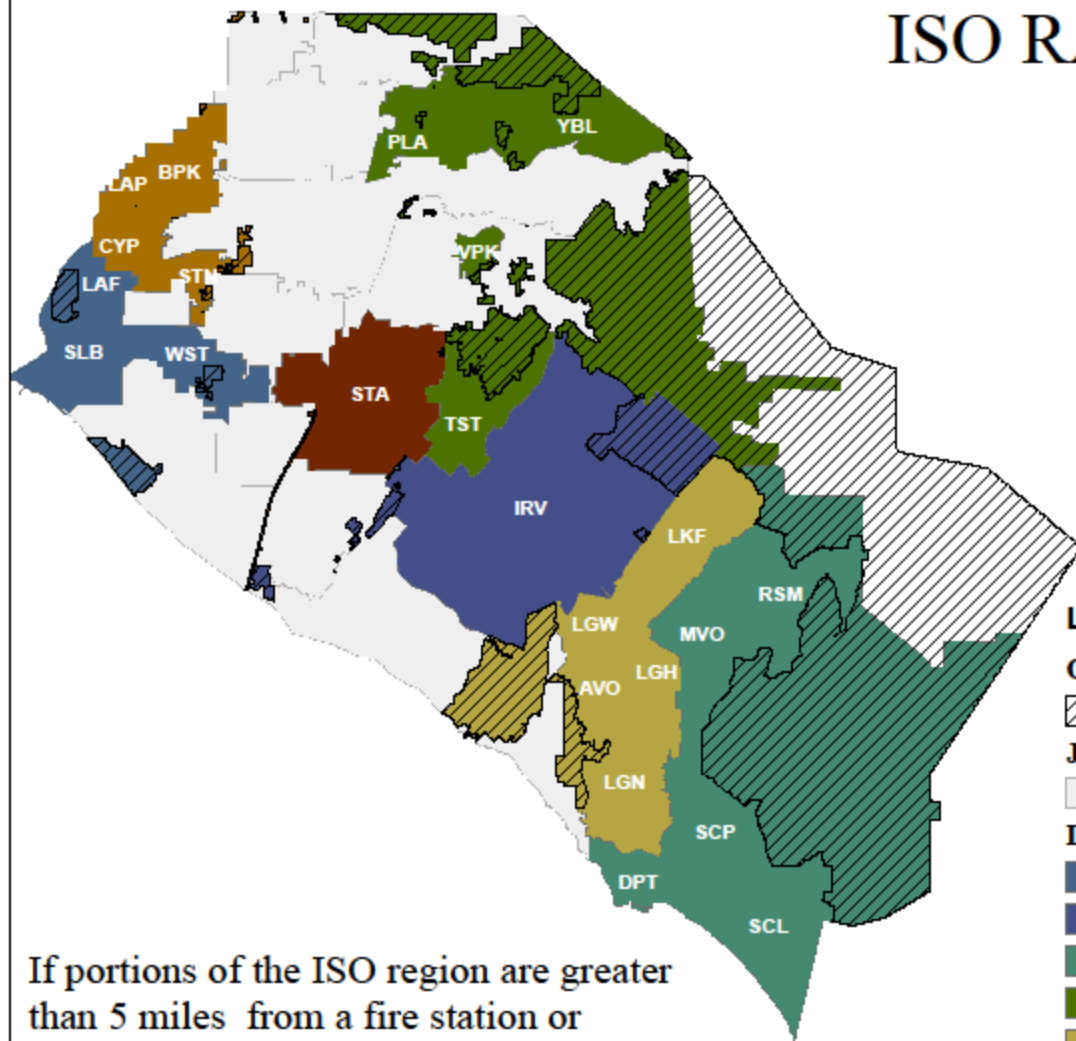 ISO RA
PLA
YBL
LAP
BPK
CYP
VPK
STN
LAF
SLB
WST
STA
TST
IRV
LKF
RSM
LGW
MVO
LGH
AVO
LGN
SCP
DPT
SCL
If portions of the ISO region are greater
than 5 miles from a fire station or